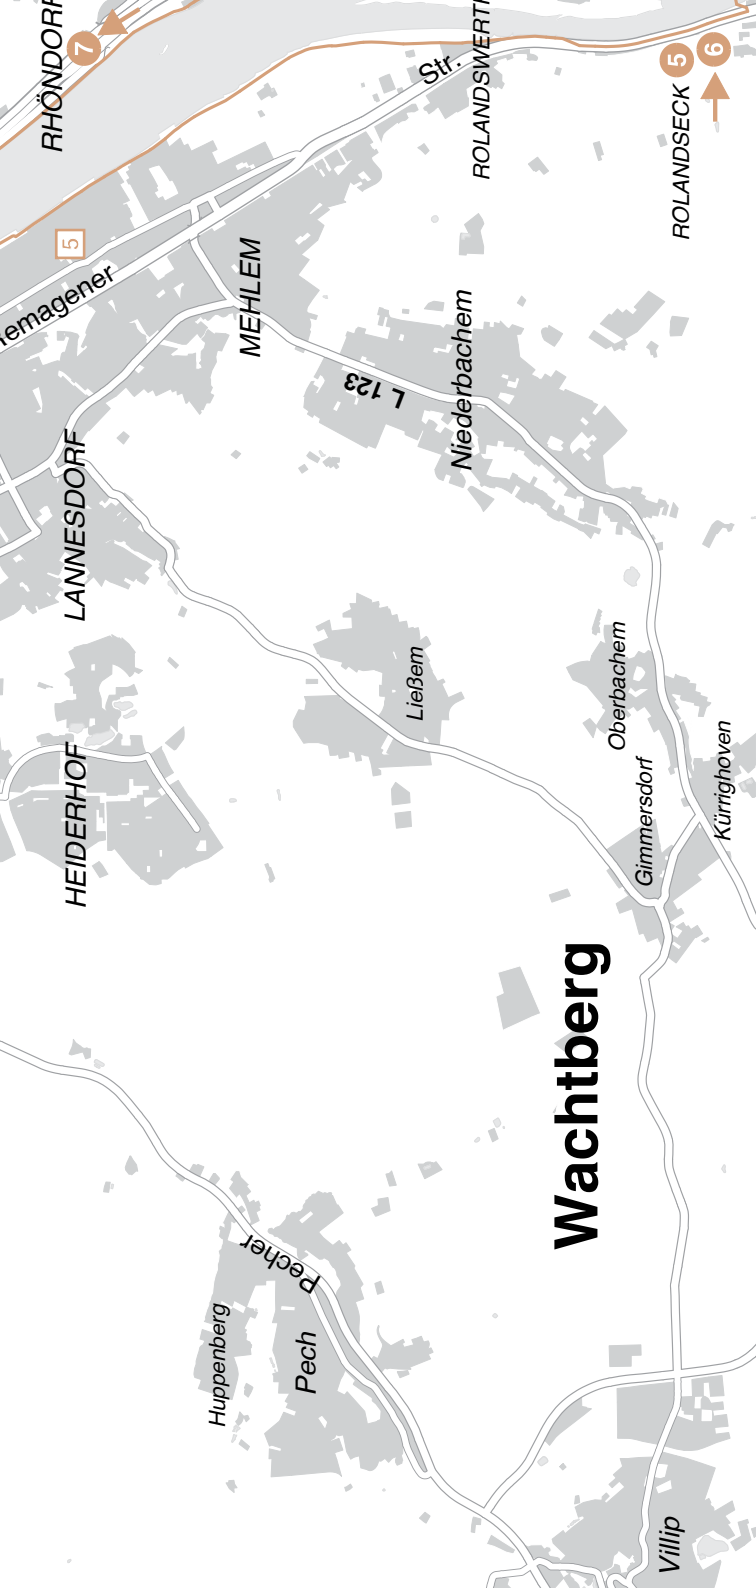 RHÖNDORF
7
ROLANDSWERTH
Str.
5
6
ROLANDSECK
5
Remagener
MEHLEM
L 123
Niederbachem
LANNESDORF
Ließem
Oberbachem
HEIDERHOF
Gimmersdorf
Kürrighoven
Wachtberg
Pecher
Huppenberg
Pech
Villip